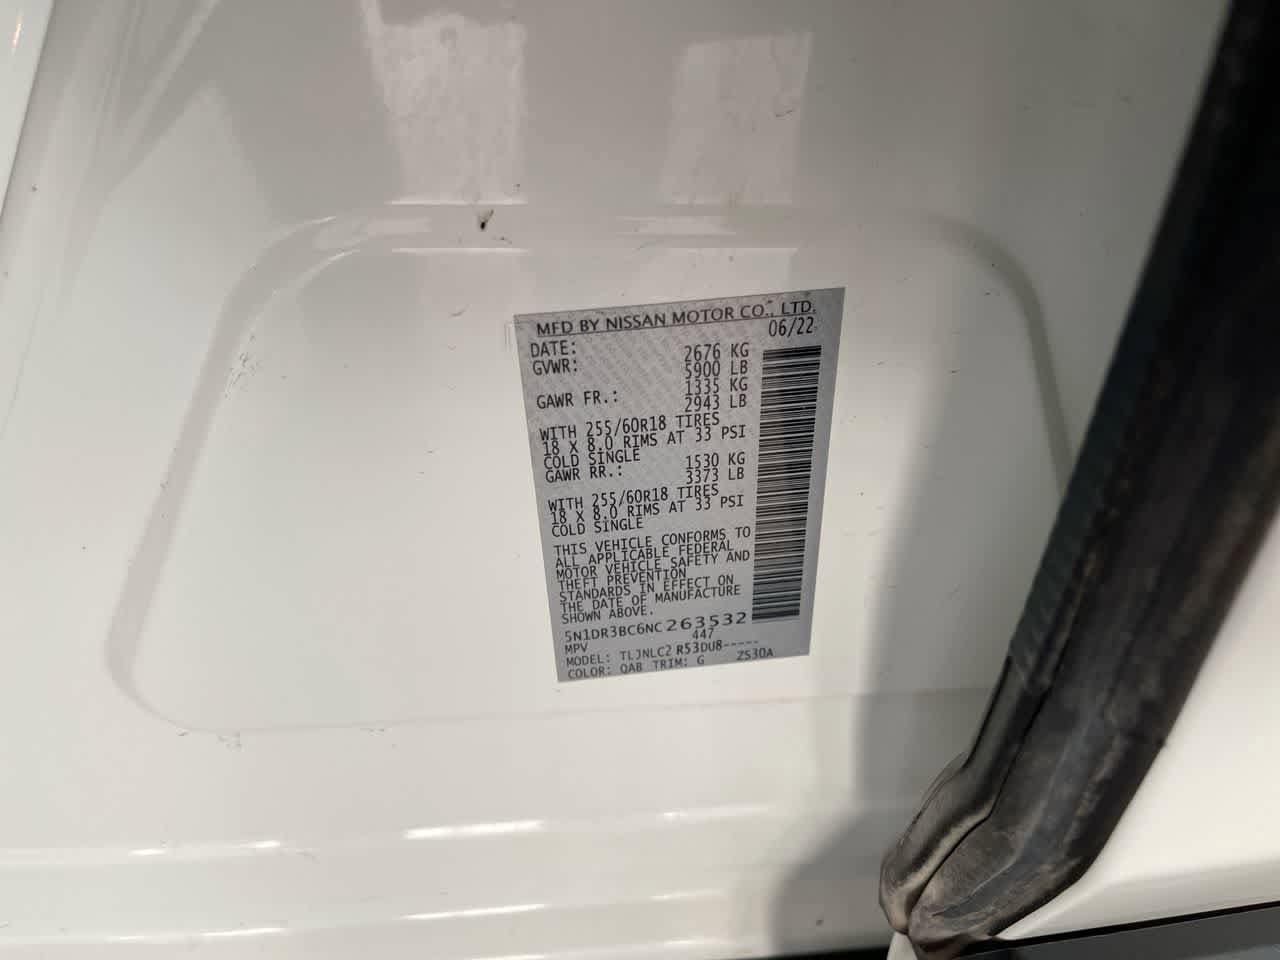 MFD BY NISSAN MOTOR CO., LTD.
DATE: 06/22
GVWR: 2676 KG
5900 LB
GAWR FR.: 1335 KG
2943 LB
WITH 255/60R18 TIRES
18 X 8.0 RIMS AT 33 PSI
COLD SINGLE
GAWR RR.: 1530 KG
3373 LB
WITH 255/60R18 TIRES
18 X 8.0 RIMS AT 33 PSI
COLD SINGLE
THIS VEHICLE CONFORMS TO
ALL APPLICABLE FEDERAL
MOTOR VEHICLE SAFETY AND
THEFT PREVENTION
STANDARDS IN EFFECT ON
THE DATE OF MANUFACTURE
SHOWN ABOVE.
5N1DR3BC6NC263532
MPV 447
MODEL: TLJNLC2 R53DU8-----
COLOR: QAB TRIM: G ZS30A